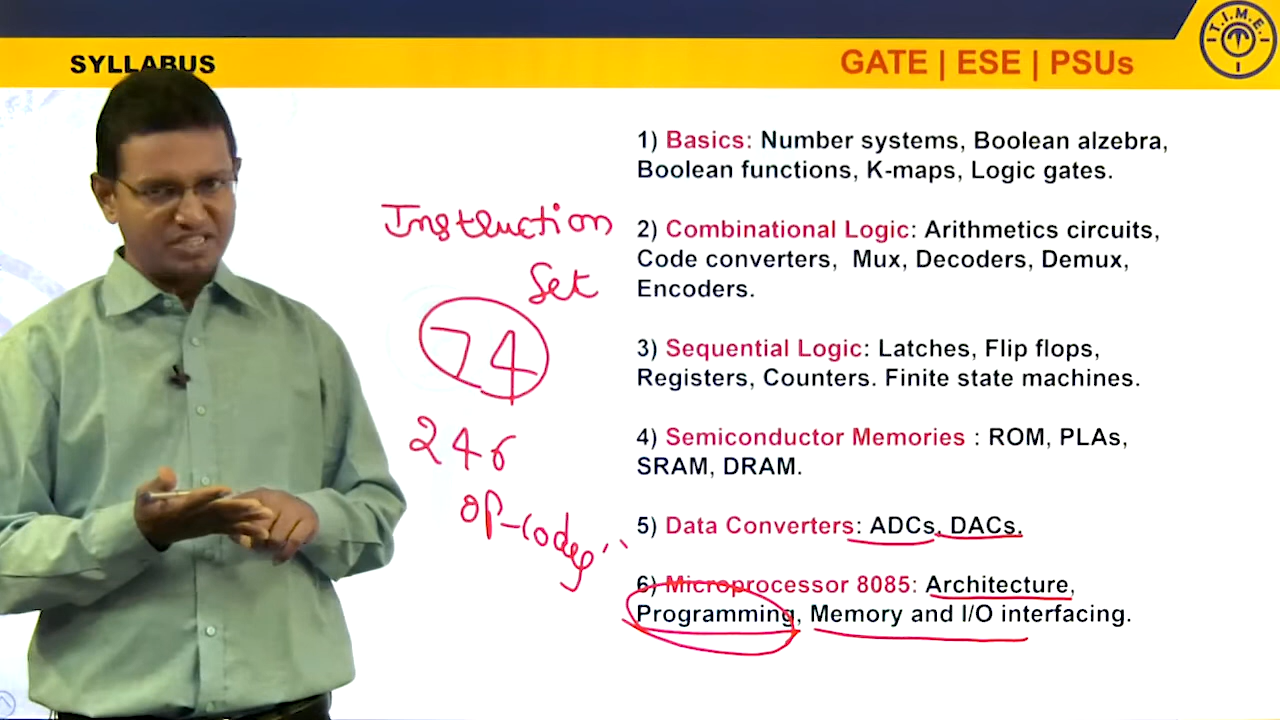 SYLLABUS
GATE | ESE | PSUs
T.I.M.E
1) Basics: Number systems, Boolean alzebra,
Boolean functions, K-maps, Logic gates.
2) Combinational Logic: Arithmetics circuits,
Code converters, Mux, Decoders, Demux,
Encoders.
3) Sequential Logic: Latches, Flip flops,
Registers, Counters. Finite state machines.
4) Semiconductor Memories : ROM, PLAs,
SRAM, DRAM.
5) Data Converters: ADCs, DACs.
6) Microprocessor 8085: Architecture,
Programming, Memory and I/O interfacing.
Instruction
Set
74
246
OP-codes